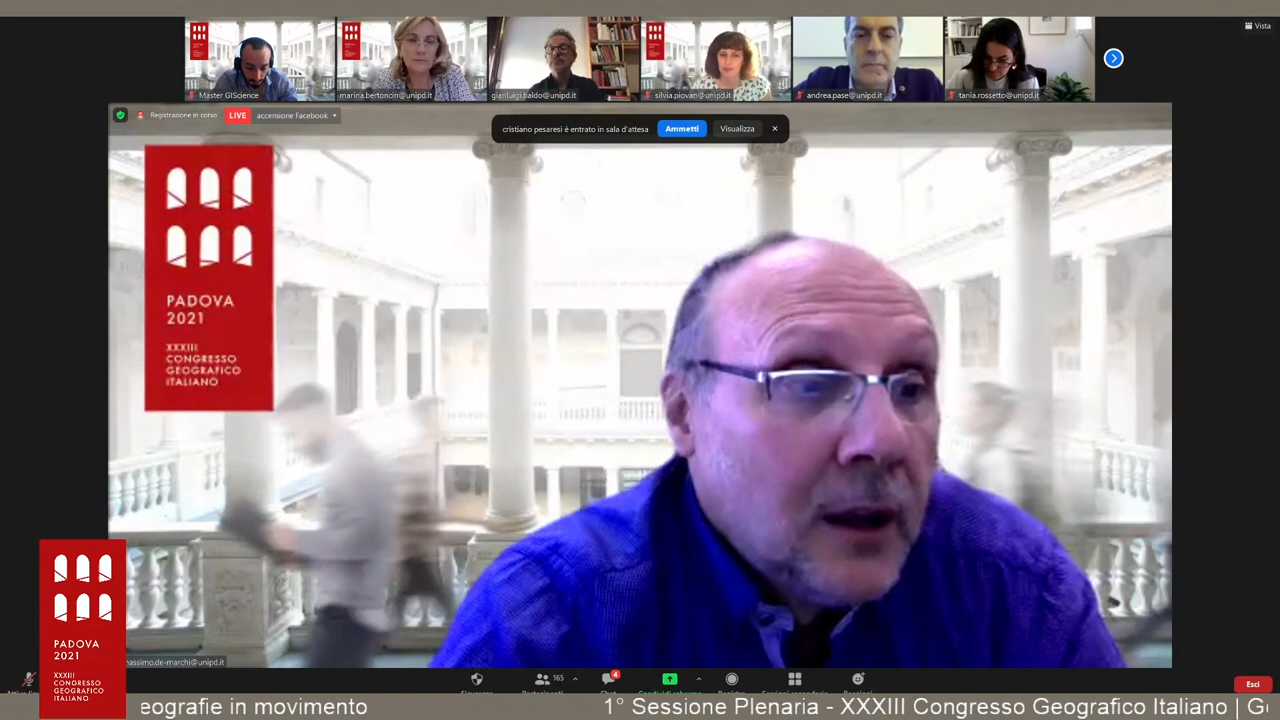 Vista
Master GIScience
marina.bertoncin@unipd.it
gianluigi.baldo@unipd.it
silvia.piovan@unipd.it
andrea.pase@unipd.it
tania.rossetto@unipd.it
Registrazione in corso
LIVE
accensione Facebook
cristiano pesaresi è entrato in sala d'attesa
Ammetti
Visualizza
PADOVA
2021
XXXIII
CONGRESSO
GEOGRAFICO
ITALIANO
massimo.de-marchi@unipd.it
165
4
Esci
PADOVA
2021
XXXIII
CONGRESSO
GEOGRAFICO
ITALIANO
eografie in movimento
1° Sessione Plenaria - XXXIII Congresso Geografico Italiano | Ge